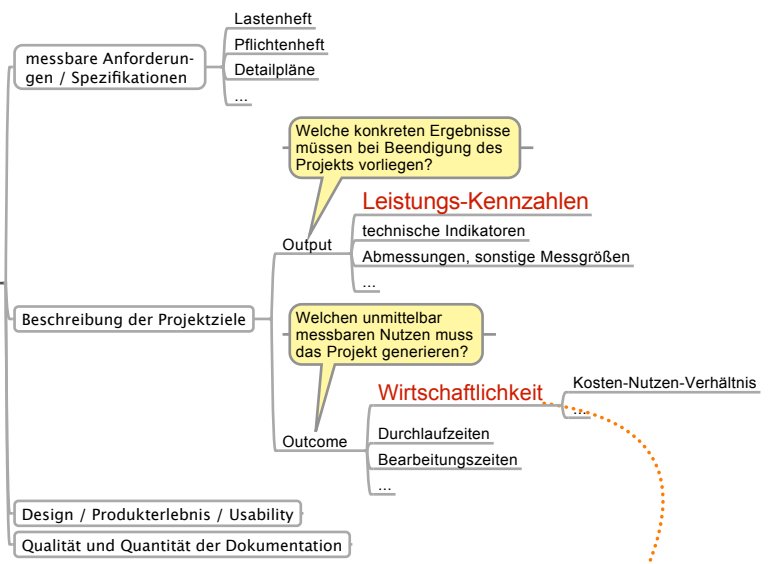 Lastenheft
messbare Anforderun-
gen / Spezifikationen
Pflichtenheft
Detailpläne
...
Welche konkreten Ergebnisse
müssen bei Beendigung des
Projekts vorliegen?
Leistungs-Kennzahlen
technische Indikatoren
Output
Abmessungen, sonstige Messgrößen
...
Beschreibung der Projektziele
Welchen unmittelbar
messbaren Nutzen muss
das Projekt generieren?
Wirtschaftlichkeit
Kosten-Nutzen-Verhältnis
...
Outcome
Durchlaufzeiten
Bearbeitungszeiten
...
Design / Produkterlebnis / Usability
Qualität und Quantität der Dokumentation